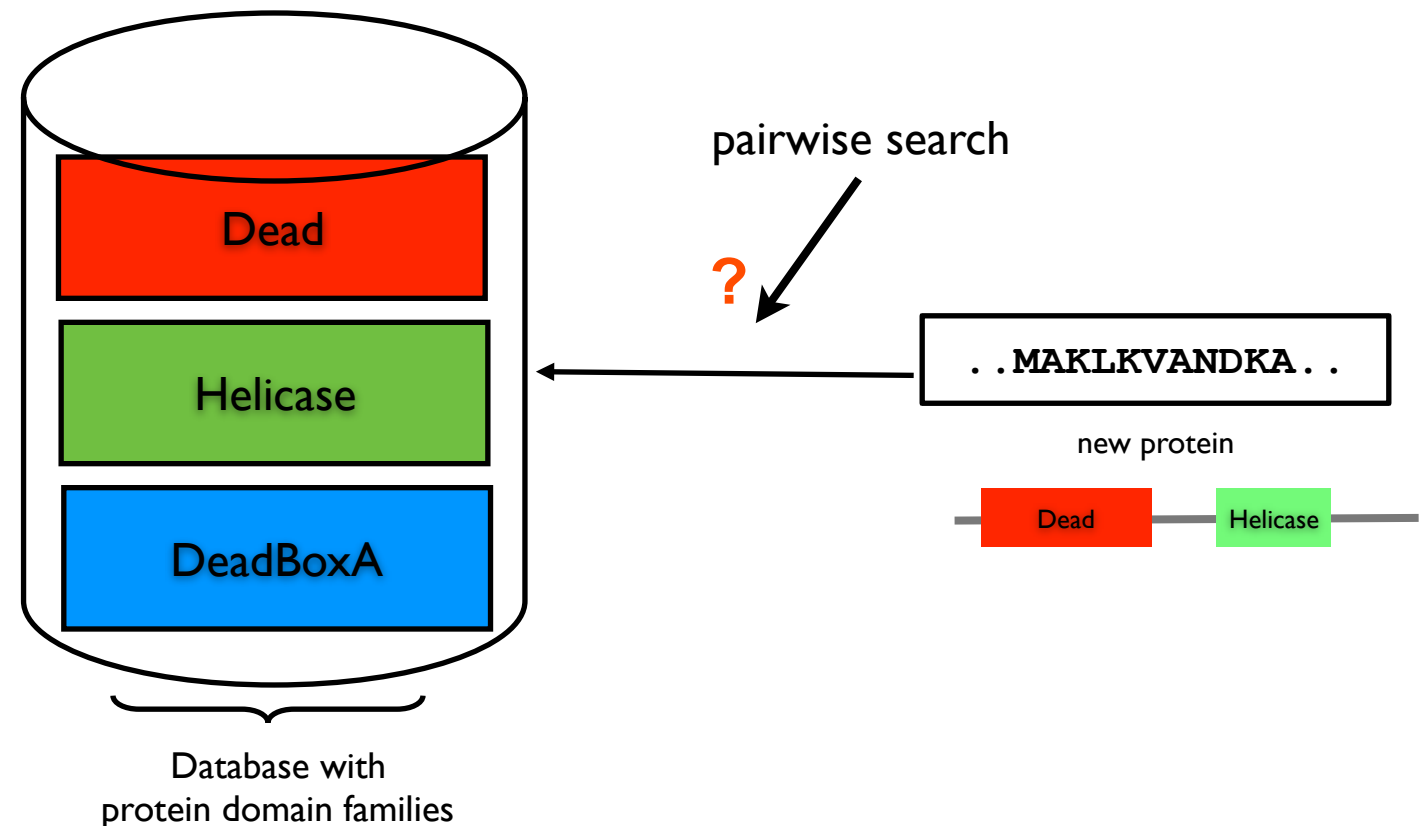 Dead
Helicase
DeadBoxA
Database with
protein domain families
pairwise search
?
..MAKLKVANDKA..
new protein
Dead Helicase